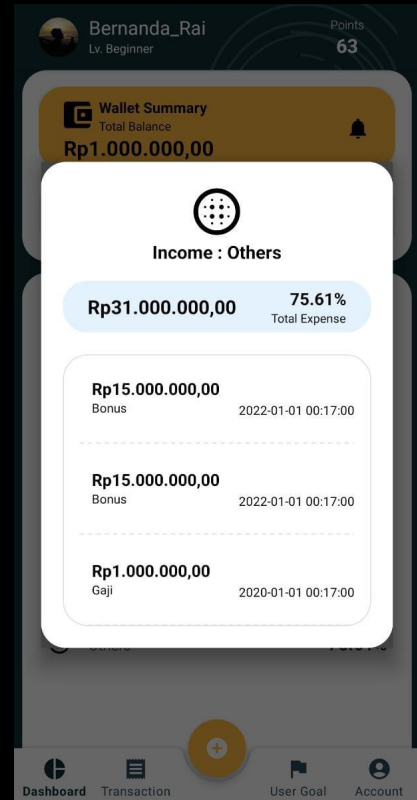 Bernanda_Rai
Lv. Beginner
Points
63
Wallet Summary
Total Balance
Rp1.000.000,00
Income : Others
Rp31.000.000,00
75.61%
Total Expense
Rp15.000.000,00
Bonus
2022-01-01 00:17:00
Rp15.000.000,00
Bonus
2022-01-01 00:17:00
Rp1.000.000,00
Gaji
2020-01-01 00:17:00
Dashboard
Transaction
User Goal
Account